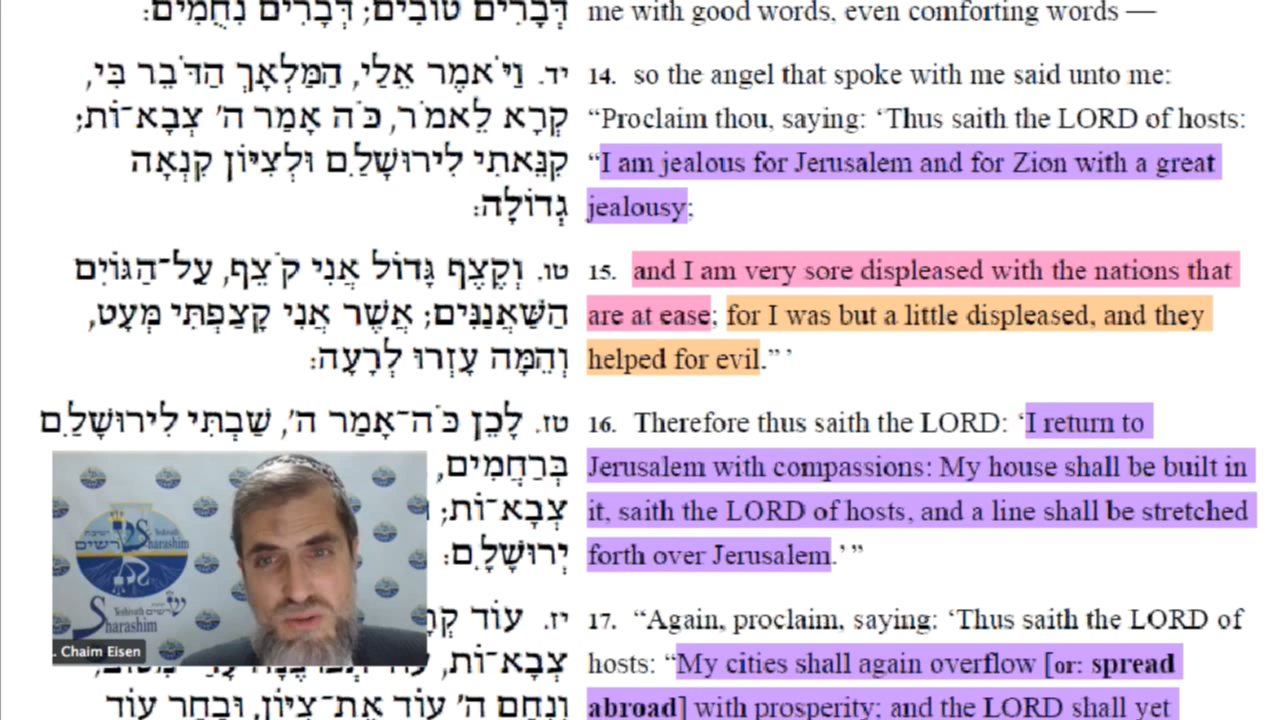 דְּבָרִים טוֹבִים; דְּבָרִים נִחֻמִים:
me with good words, even comforting words —
יד. וַיֹּאמֶר אֵלַי, הַמַּלְאָךְ הַדֹּבֵר בִּי,
קְרָא לֵאמֹר, כֹּה אָמַר ה' צְבָא־וֹת;
קִנֵּאתִי לִירוּשָׁלַ‍ִם וּלְצִיּוֹן קִנְאָה
גְדוֹלָה:
14. so the angel that spoke with me said unto me:
“Proclaim thou, saying: ‘Thus saith the LORD of hosts:
“I am jealous for Jerusalem and for Zion with a great
jealousy;
טו. וְקֶצֶף גָּדוֹל אֲנִי קֹצֵף, עַל־הַגּוֹיִם
הַשַּׁאֲנַנִּים; אֲשֶׁר אֲנִי קָצַפְתִּי מְּעָט,
וְהֵמָּה עָזְרוּ לְרָעָה:
15. and I am very sore displeased with the nations that
are at ease; for I was but a little displeased, and they
helped for evil.” ’
טז. לָכֵן כֹּה־אָמַר ה', שַׁבְתִּי לִירוּשָׁלַ‍ִם
בְּרַחֲמִים,
צְבָא־וֹת;
יְרוּשָׁלָ‍ִם:
16. Therefore thus saith the LORD: ‘I return to
Jerusalem with compassions: My house shall be built in
it, saith the LORD of hosts, and a line shall be stretched
forth over Jerusalem.’ ”
יז. עוֹד
צְבָא־וֹת,
וְנִחַם ה' עוֹד אֶת־צִיּוֹן, וּבָחַר עוֹד
17. “Again, proclaim, saying: ‘Thus saith the LORD of
hosts: “My cities shall again overflow [or: spread
abroad] with prosperity; and the LORD shall yet
ישיבת
שרשים
Yeshivath
Sharashim
. Chaim Eisen